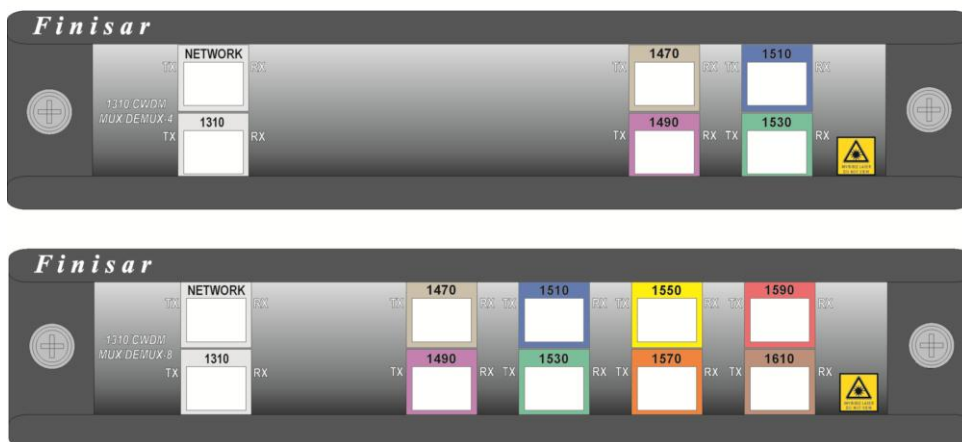 Finisar
NETWORK
TX RX
1310 CWDM
MUX DEMUX-4
1310
TX RX
1470 1510
TX RX TX RX
1490 1530
TX RX TX RX
Finisar
NETWORK
TX RX
1310 CWDM
MUX DEMUX-8
1310
TX RX
1470 1510 1550 1590
TX RX TX RX TX RX TX RX
1490 1530 1570 1610
TX RX TX RX TX RX TX RX